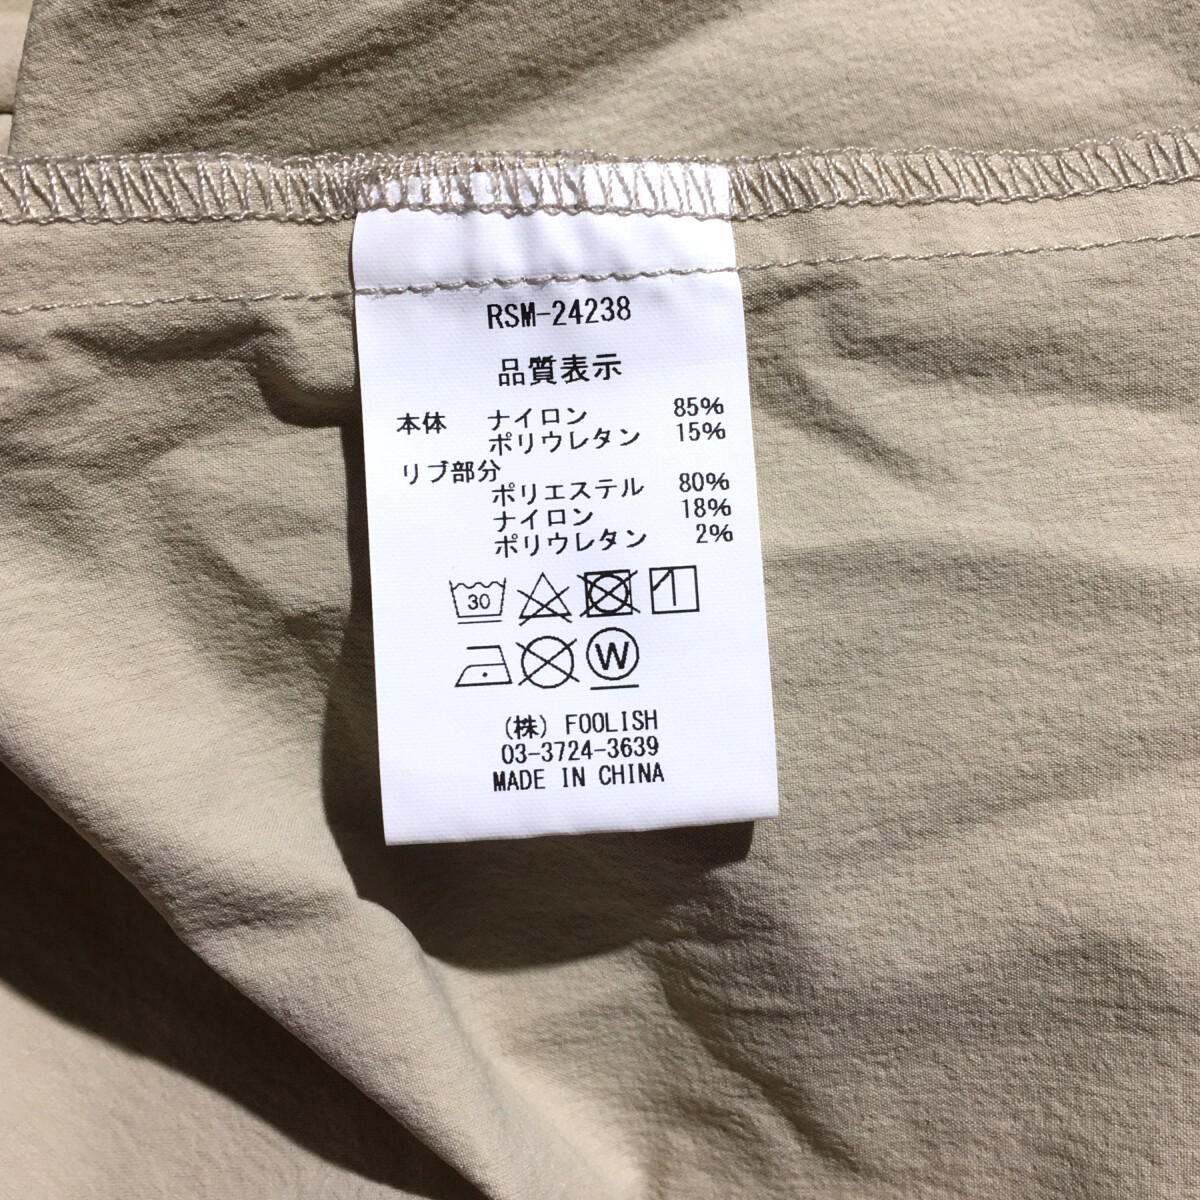 RSM-24238
品質表示
本体 ナイロン 85%
ポリウレタン 15%
リブ部分
ポリエステル 80%
ナイロン 18%
ポリウレタン 2%
30
W
(株) FOOLISH
03-3724-3639
MADE IN CHINA